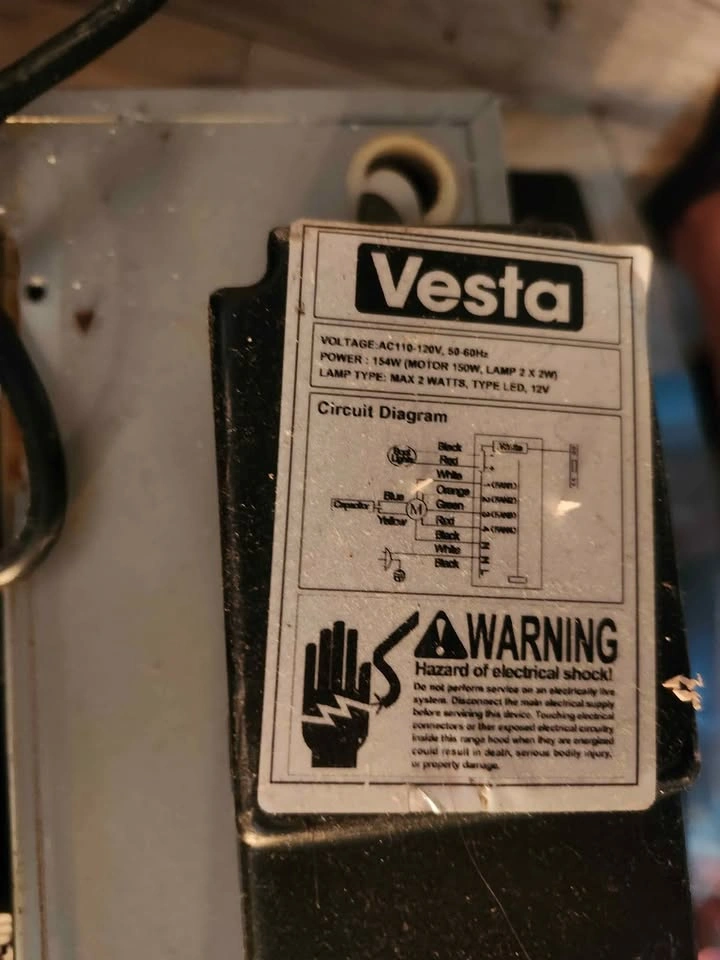 Vesta
VOLTAGE:AC110-120V, 50-60Hz
POWER : 154W (MOTOR 150W, LAMP 2 X 2W)
LAMP TYPE: MAX 2 WATTS, TYPE LED, 12V
Circuit Diagram
Black
White
Red
White
Orange
Blue
Green
Capacitor
M
Yellow
Red
Black
White
Black
WARNING
Hazard of electrical shock!
Do not perform service on an electrically live
system. Disconnect the main electrical supply
before servining this device. Touching electrical
connectors or ther exposed electrical circuitry
inside this range hood when they are energized
could result in death, serious bodily injury,
or property damage.